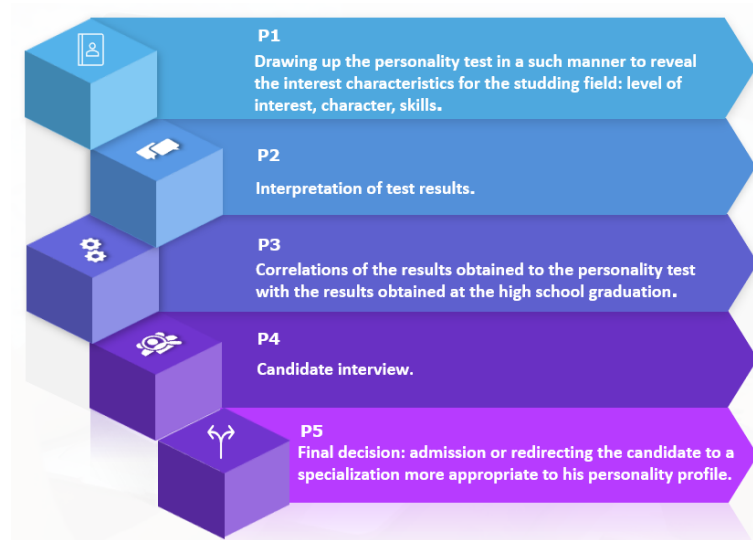 P1
Drawing up the personality test in a such manner to reveal
the interest characteristics for the studding field: level of
interest, character, skills.
P2
Interpretation of test results.
P3
Correlations of the results obtained to the personality test
with the results obtained at the high school graduation.
P4
Candidate interview.
P5
Final decision: admission or redirecting the candidate to a
specialization more appropriate to his personality profile.